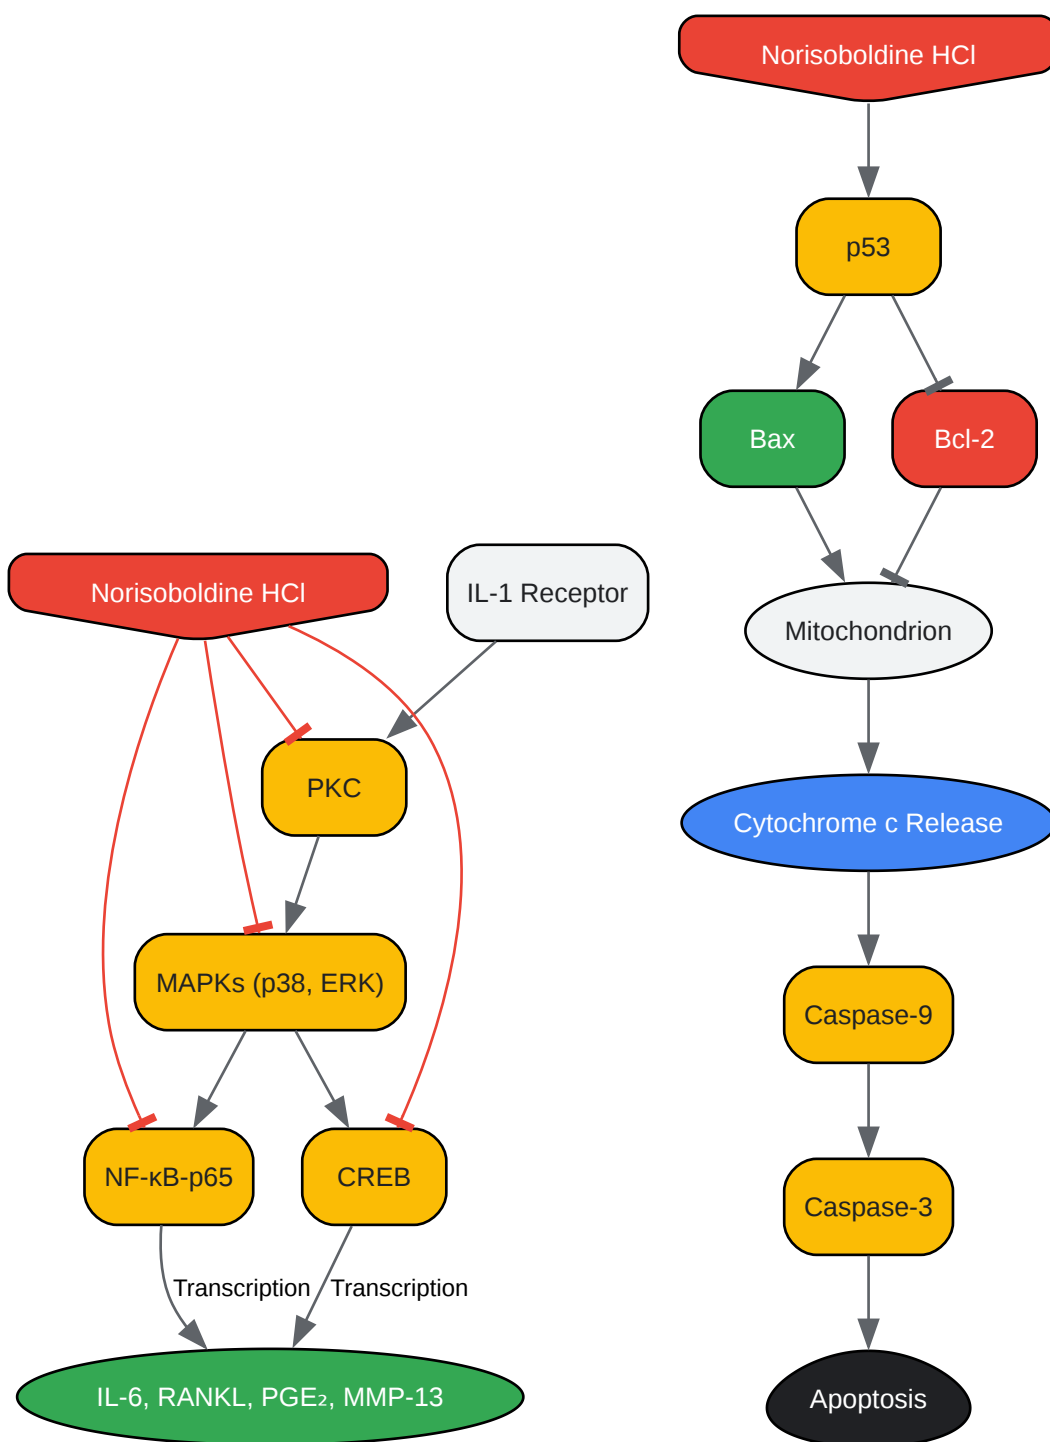 Norisoboldine HCl
p53
Bax
Bcl-2
Norisoboldine HCl
IL-1 Receptor
Mitochondrion
PKC
Cytochrome c Release
MAPKs (p38, ERK)
Caspase-9
NF-κB-p65
CREB
Caspase-3
Transcription
Transcription
IL-6, RANKL, PGE₂, MMP-13
Apoptosis